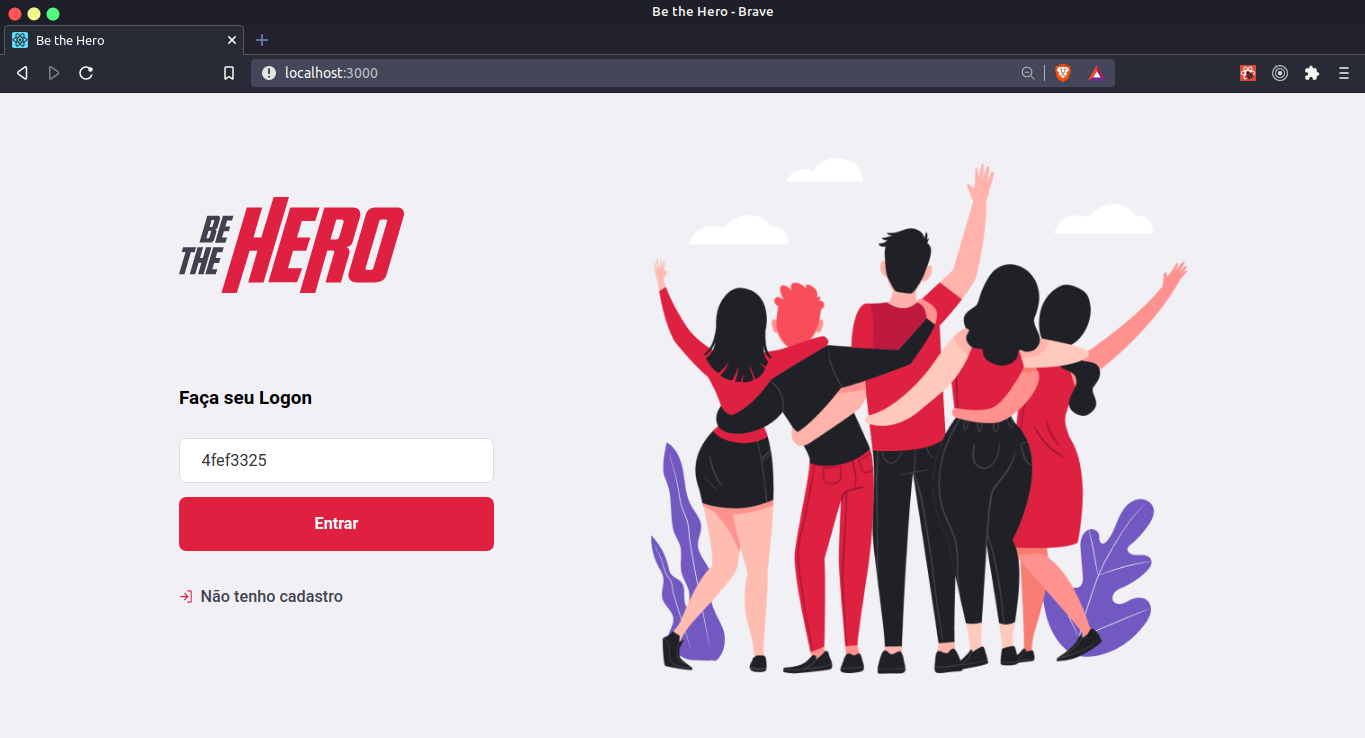 Be the Hero - Brave
Be the Hero
localhost:3000
BE
THE
HERO
Faça seu Logon
4fef3325
Entrar
Não tenho cadastro